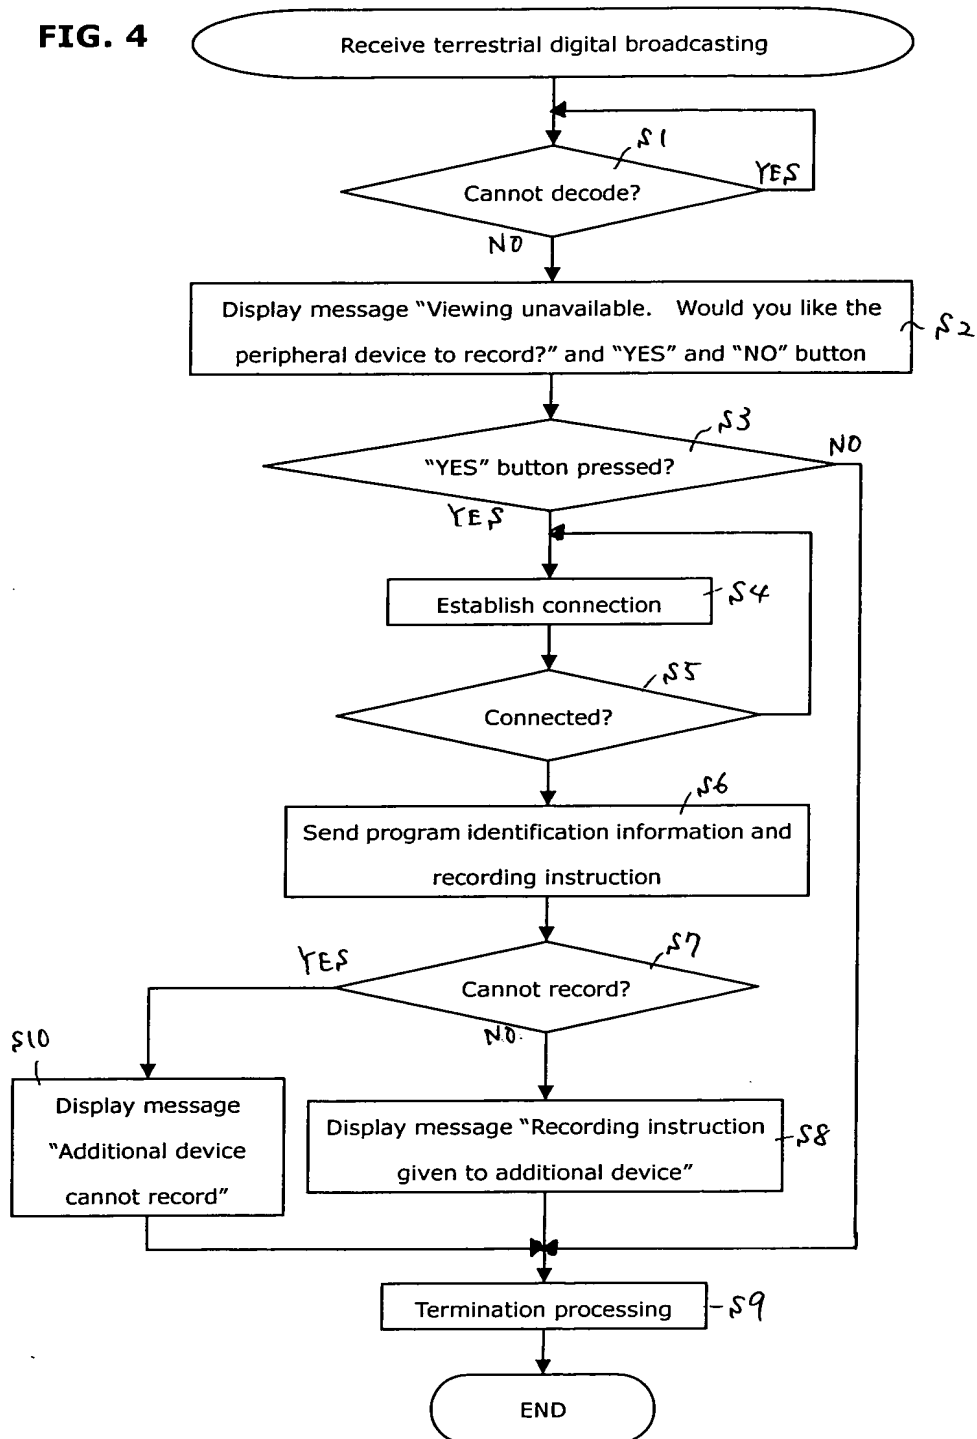 FIG. 4
Receive terrestrial digital broadcasting
S1
Cannot decode?
YES
NO
Display message “Viewing unavailable. Would you like the
peripheral device to record?” and “YES” and “NO” button
S2
S3
“YES” button pressed?
NO
YES
Establish connection
S4
S5
Connected?
S6
Send program identification information and
recording instruction
S7
YES
Cannot record?
NO.
S10
Display message
“Additional device
cannot record”
Display message “Recording instruction
given to additional device”
S8
Termination processing
S9
END